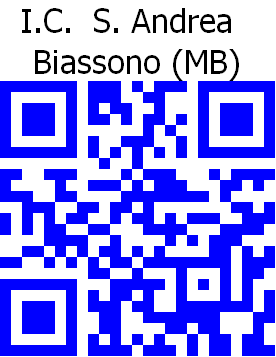 I.C. S. Andrea
Biassono (MB)